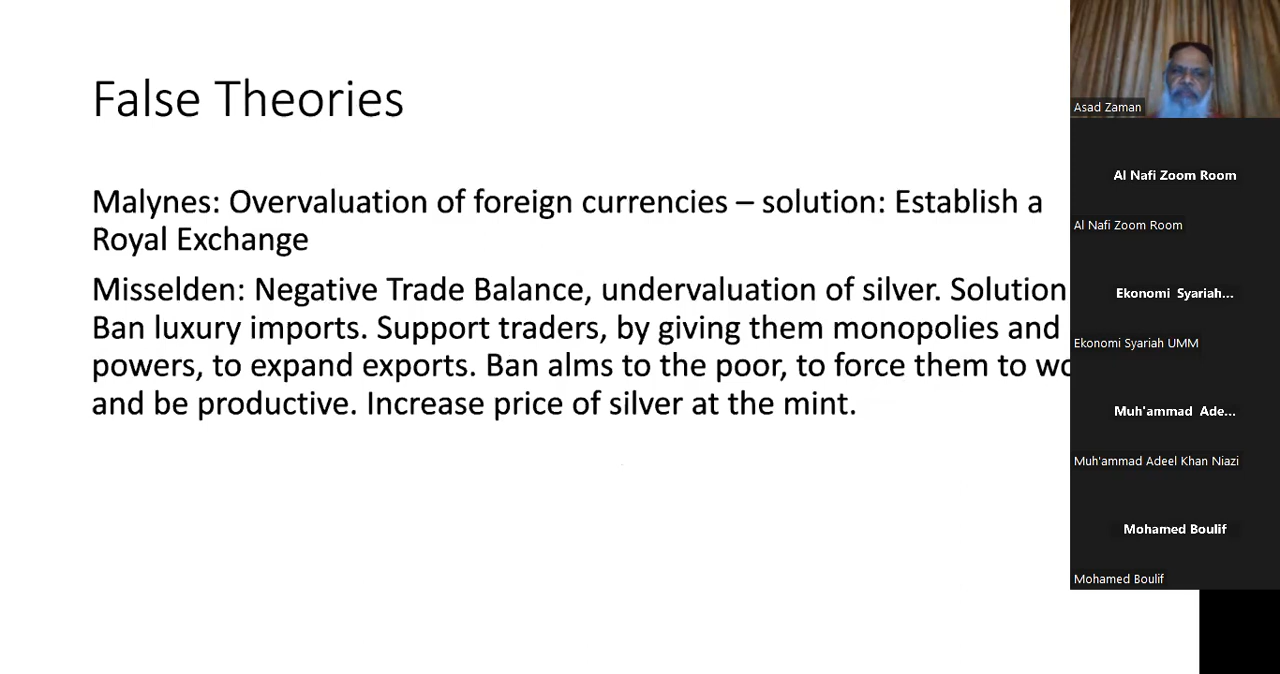 False Theories
Malynes: Overvaluation of foreign currencies – solution: Establish a
Royal Exchange
Misselden: Negative Trade Balance, undervaluation of silver. Solution
Ban luxury imports. Support traders, by giving them monopolies and
powers, to expand exports. Ban alms to the poor, to force them to
and be productive. Increase price of silver at the mint.
Asad Zaman
Al Nafi Zoom Room
Al Nafi Zoom Room
Ekonomi Syariah...
Ekonomi Syariah UMM
Muh'ammad Ade...
Muh'ammad Adeel Khan Niazi
Mohamed Boulif
Mohamed Boulif